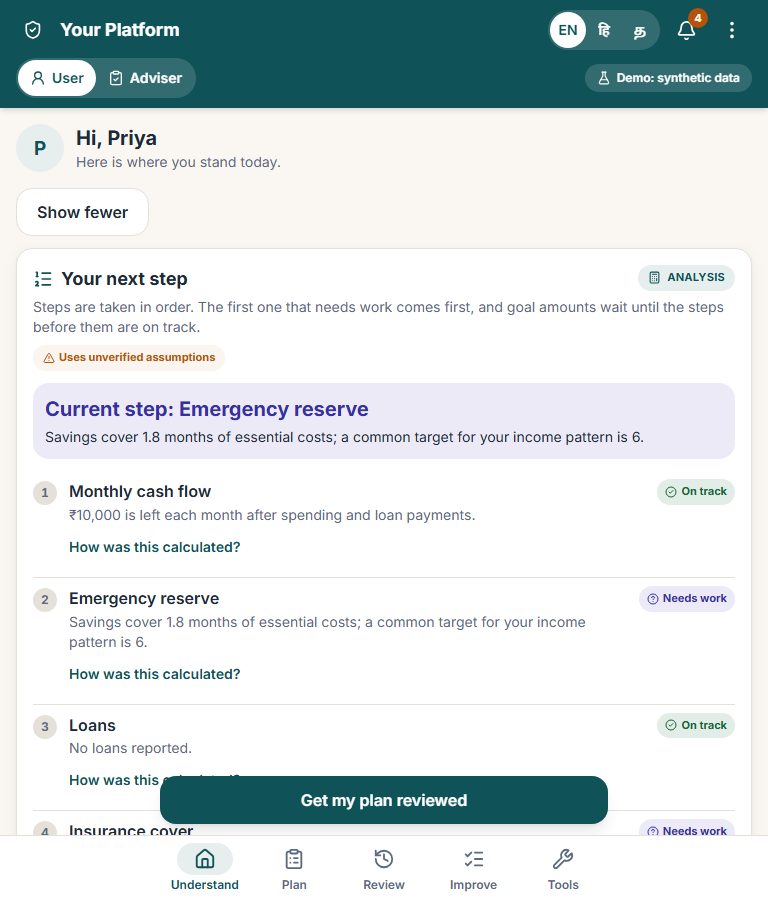 Your Platform
EN
हि
த
4
User
Adviser
Demo: synthetic data
P
Hi, Priya
Here is where you stand today.
Show fewer
Your next step
ANALYSIS
Steps are taken in order. The first one that needs work comes first, and goal amounts wait until the steps
before them are on track.
Uses unverified assumptions
Current step: Emergency reserve
Savings cover 1.8 months of essential costs; a common target for your income pattern is 6.
1
Monthly cash flow
On track
₹10,000 is left each month after spending and loan payments.
How was this calculated?
2
Emergency reserve
Needs work
Savings cover 1.8 months of essential costs; a common target for your income
pattern is 6.
How was this calculated?
3
Loans
On track
No loans reported.
How was this
Get my plan reviewed
4
Insurance cover
Needs work
Understand
Plan
Review
Improve
Tools